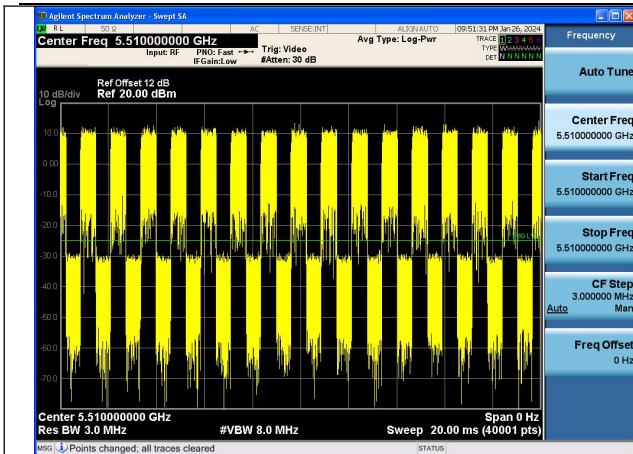 Agilent Spectrum Analyzer - Swept SA
R L 50 Ω AC SENSE:INT ALIGN AUTO 09:51:31 PM Jan 26, 2024
Center Freq 5.510000000 GHz
Input: RF PNO: Fast Trig: Video Avg Type: Log-Pwr TRACE 1 2 3 4 5 6
IFGain:Low #Atten: 30 dB TYPE
DET N N N N N N
Ref Offset 12 dB
10 dB/div Ref 20.00 dBm
Log
10.0
0.00
-10.0
-20.0
-30.0
-40.0
-50.0
-60.0
-70.0
Center 5.510000000 GHz Span 0 Hz
Res BW 3.0 MHz #VBW 8.0 MHz Sweep 20.00 ms (40001 pts)
MSG Points changed; all traces cleared STATUS
Frequency
Auto Tune
Center Freq
5.510000000 GHz
Start Freq
5.510000000 GHz
Stop Freq
5.510000000 GHz
CF Step
3.000000 MHz
Auto Man
Freq Offset
0 Hz